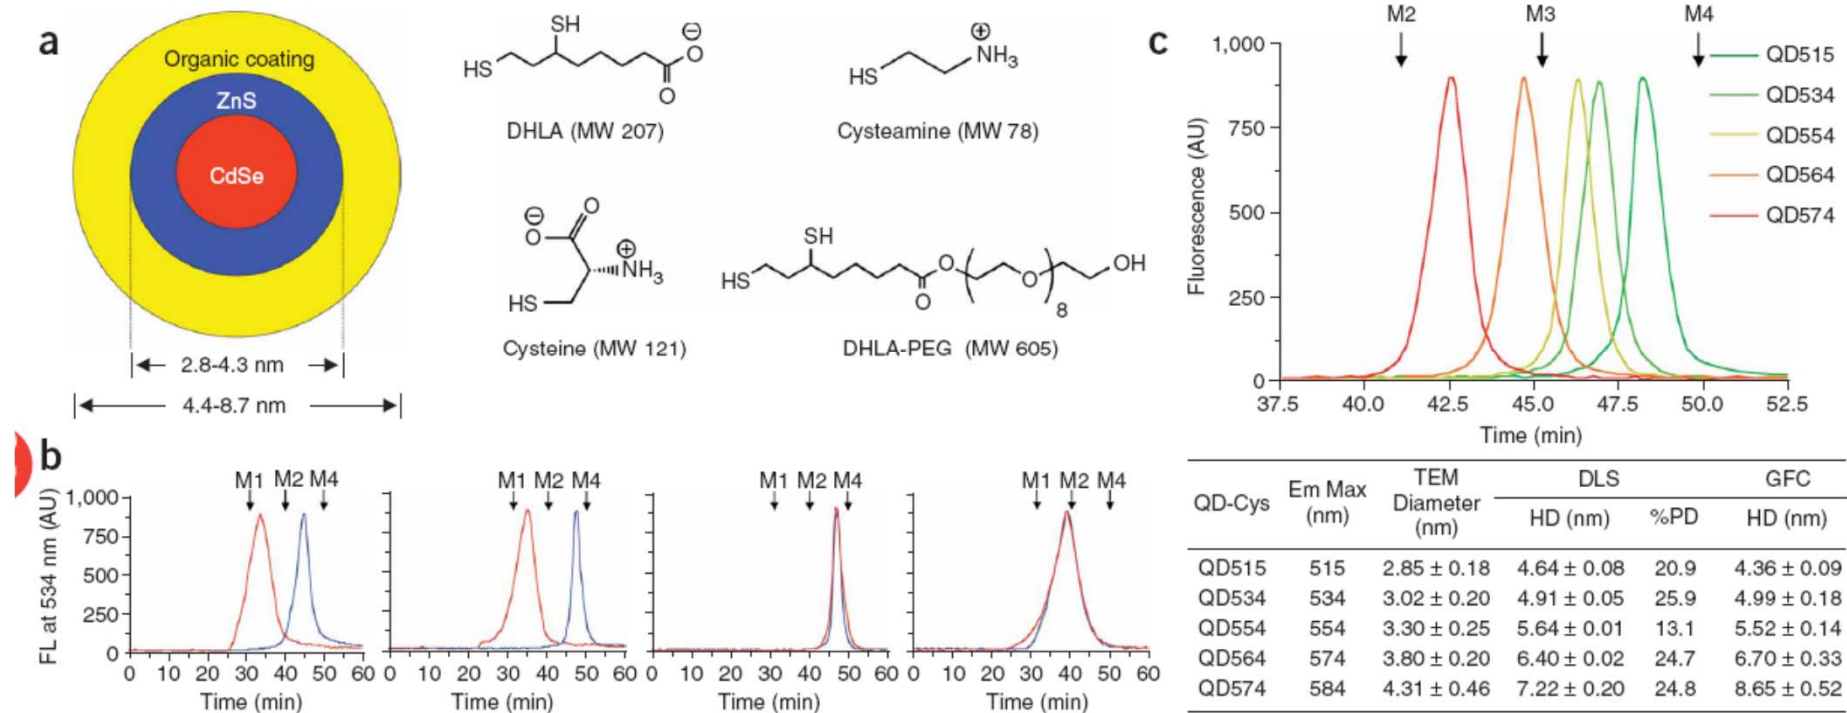 a
Organic coating
ZnS
CdSe
2.8-4.3 nm
4.4-8.7 nm
SH
HS
O
⊖
O
DHLA (MW 207)
HS
NH3
⊕
Cysteamine (MW 78)
⊖
O
O
⊕
NH3
HS
Cysteine (MW 121)
SH
HS
O
O
O
8
OH
DHLA-PEG (MW 605)
b
FL at 534 nm (AU)
1,000
750
500
250
0
M1 M2 M4
0 10 20 30 40 50 60
Time (min)
M1 M2 M4
0 10 20 30 40 50 60
Time (min)
M1 M2 M4
0 10 20 30 40 50 60
Time (min)
M1 M2 M4
0 10 20 30 40 50 60
Time (min)
c
M2 M3 M4
Fluorescence (AU)
1,000
750
500
250
0
37.5 40.0 42.5 45.0 47.5 50.0 52.5
Time (min)
QD515
QD534
QD554
QD564
QD574
QD-Cys Em Max (nm) TEM Diameter (nm) DLS GFC
HD (nm) %PD HD (nm)
QD515 515 2.85 ± 0.18 4.64 ± 0.08 20.9 4.36 ± 0.09
QD534 534 3.02 ± 0.20 4.91 ± 0.05 25.9 4.99 ± 0.18
QD554 554 3.30 ± 0.25 5.64 ± 0.01 13.1 5.52 ± 0.14
QD564 574 3.80 ± 0.20 6.40 ± 0.02 24.7 6.70 ± 0.33
QD574 584 4.31 ± 0.46 7.22 ± 0.20 24.8 8.65 ± 0.52